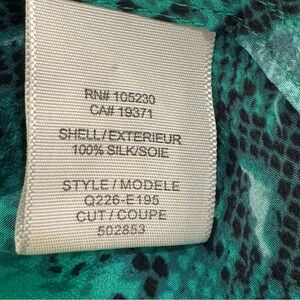 RN# 105230
CA# 19371
SHELL/EXTERIEUR
100% SILK/SOIE
STYLE / MODELE
Q226-E195
CUT / COUPE
502853